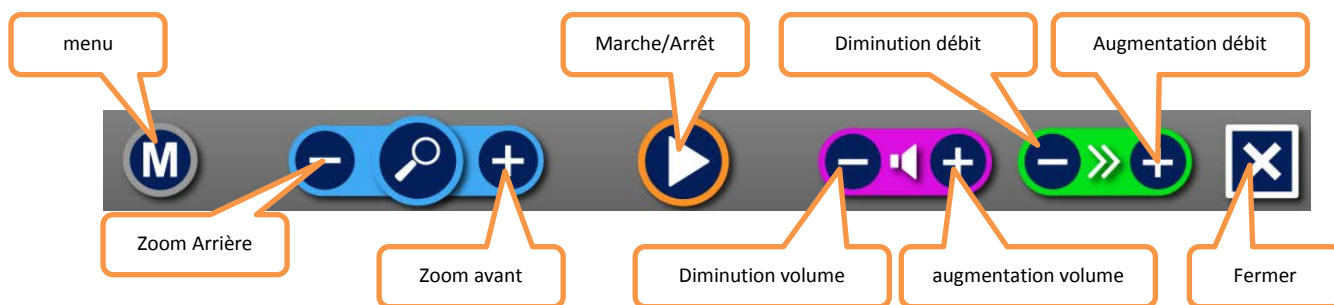 menu
Marche/Arrêt
Diminution débit
Augmentation débit
M
Zoom Arrière
Zoom avant
Diminution volume
augmentation volume
Fermer